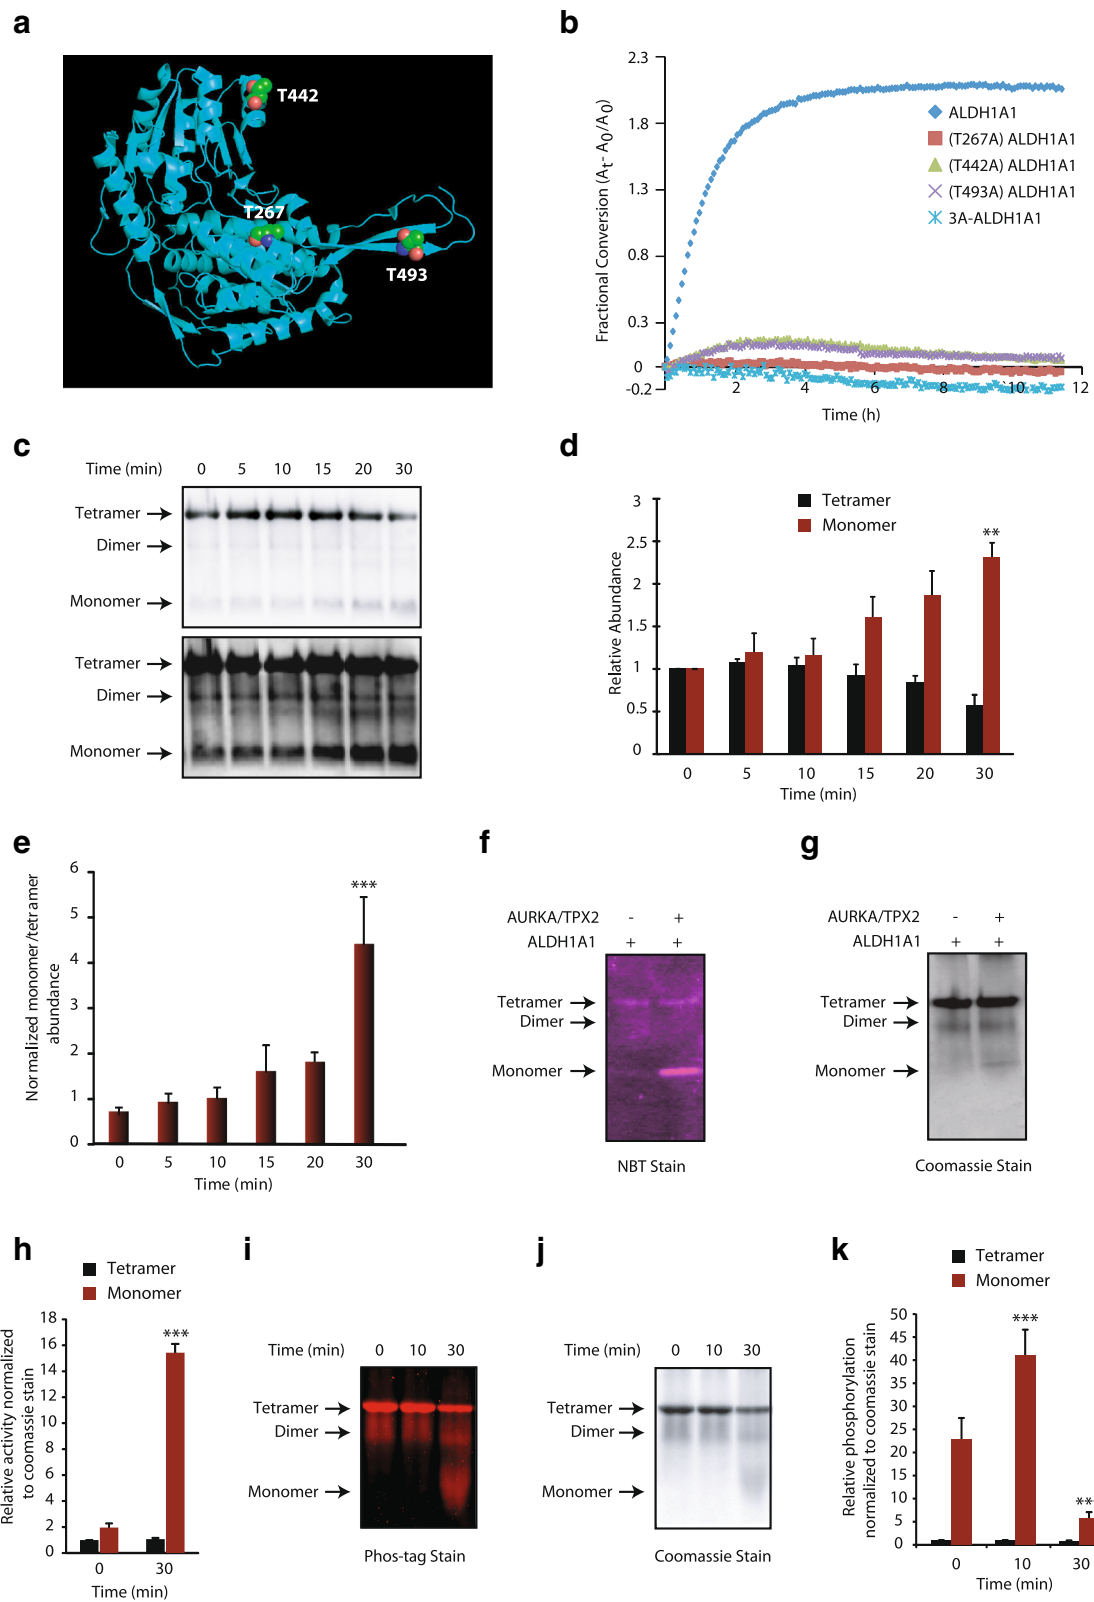 a
T442
T267
T493
b
2.3
1.8
1.3
0.8
0.3
0
-0.2
2
4
6
8
`10
12
Fractional Conversion (At- A0/A0)
Time (h)
ALDH1A1
(T267A) ALDH1A1
(T442A) ALDH1A1
(T493A) ALDH1A1
3A-ALDH1A1
c
Time (min) 0 5 10 15 20 30
Tetramer
Dimer
Monomer
Tetramer
Dimer
Monomer
d
Tetramer
Monomer
3
2.5
2
1.5
1
0.5
0
Relative Abundance
**
0 5 10 15 20 30
Time (min)
e
6
5
4
3
2
1
0
Normalized monomer/tetramer
abundance
***
0 5 10 15 20 30
Time (min)
f
AURKA/TPX2 - +
ALDH1A1 + +
Tetramer
Dimer
Monomer
NBT Stain
g
AURKA/TPX2 - +
ALDH1A1 + +
Tetramer
Dimer
Monomer
Coomassie Stain
h
Tetramer
Monomer
18
16
14
12
10
8
6
4
2
0
Relative activity normalized
to coomassie stain
***
0 30
Time (min)
i
Time (min) 0 10 30
Tetramer
Dimer
Monomer
Phos-tag Stain
j
Time (min) 0 10 30
Tetramer
Dimer
Monomer
Coomassie Stain
k
Tetramer
Monomer
50
45
40
35
30
25
20
15
10
5
0
Relative phosphorylation
normalized to coomassie stain
***
**
0 10 30
Time (min)